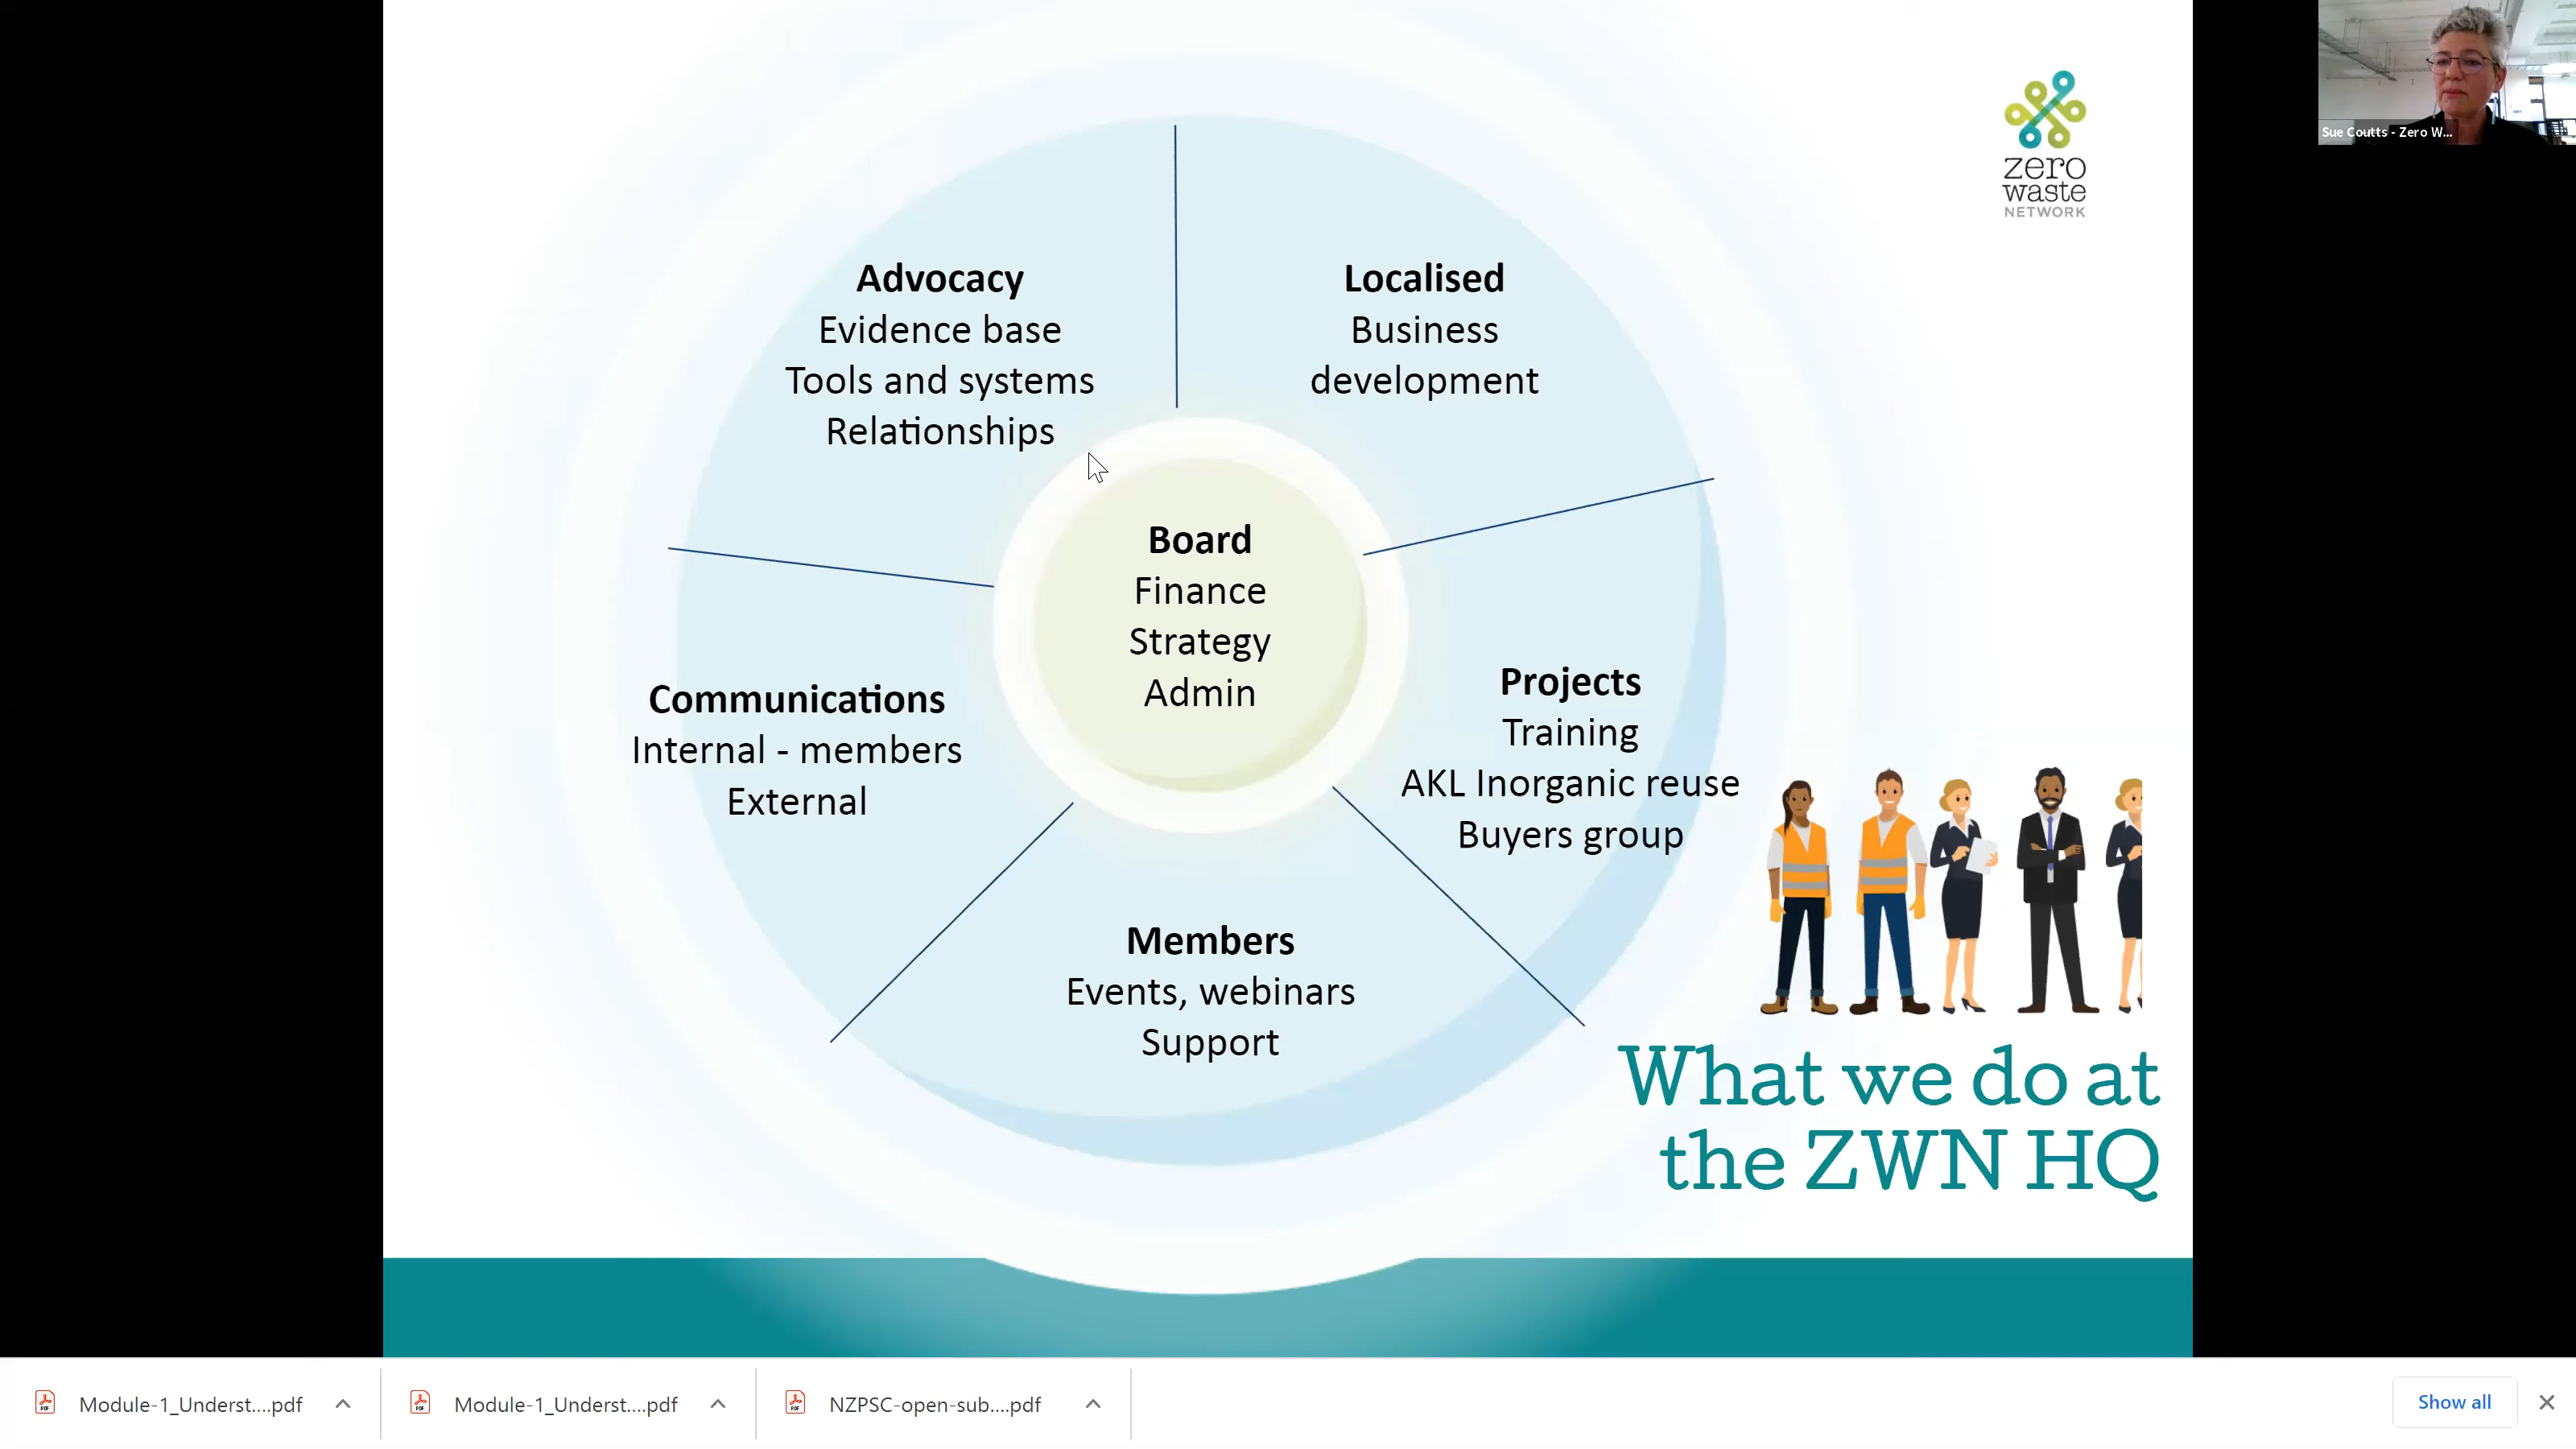 Sue Coutts - Zero W...
zero
waste
NETWORK
Advocacy
Evidence base
Tools and systems
Relationships
Localised
Business
development
Board
Finance
Strategy
Admin
Communications
Internal - members
External
Projects
Training
AKL Inorganic reuse
Buyers group
Members
Events, webinars
Support
What we do at
the ZWN HQ
Module-1_Underst....pdf
Module-1_Underst....pdf
NZPSC-open-sub....pdf
Show all